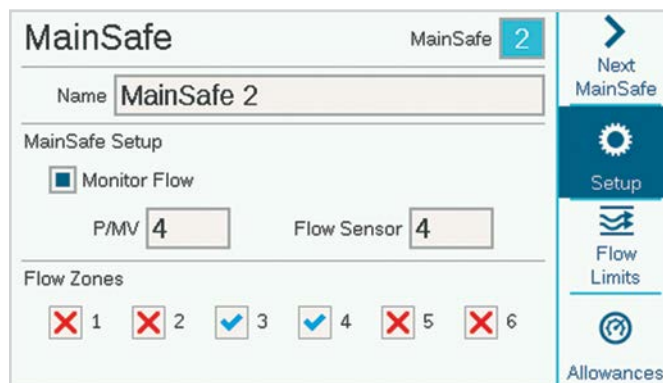 MainSafe
MainSafe 2
Name MainSafe 2
MainSafe Setup
Monitor Flow
P/MV 4 Flow Sensor 4
Flow Zones
1 2 3 4 5 6
Next
MainSafe
Setup
Flow
Limits
Allowances